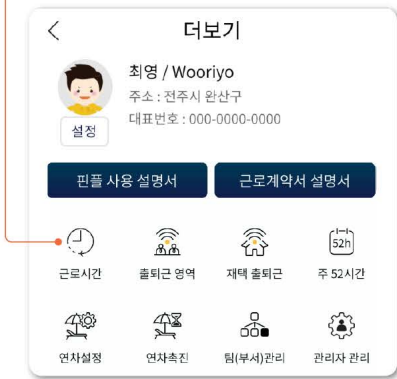 더보기
최영 / Wooriyo
주소 : 전주시 완산구
대표번호 : 000-0000-0000
설정
핀플 사용 설명서 근로계약서 설명서
52h
근로시간 출퇴근 영역 재택 출퇴근 주 52시간
연차설정 연차촉진 팀(부서)관리 관리자 관리